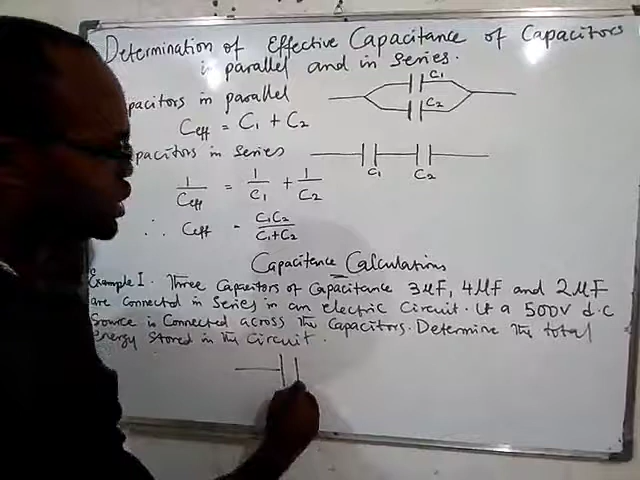 Determination of Effective Capacitance of Capacitors
in parallel and in series.
apacitors in parallel
C1
C2
Ceff = C1 + C2
apacitors in series
C1 C2
1/Ceff = 1/C1 + 1/C2
∴ Ceff = C1C2/C1+C2
Capacitance Calculations
Example I. Three Capacitors of Capacitance 3μF, 4μF and 2μF
are connected in series in an electric circuit. If a 500V d.c
Source is connected across the capacitors. Determine the total
energy stored in the circuit.